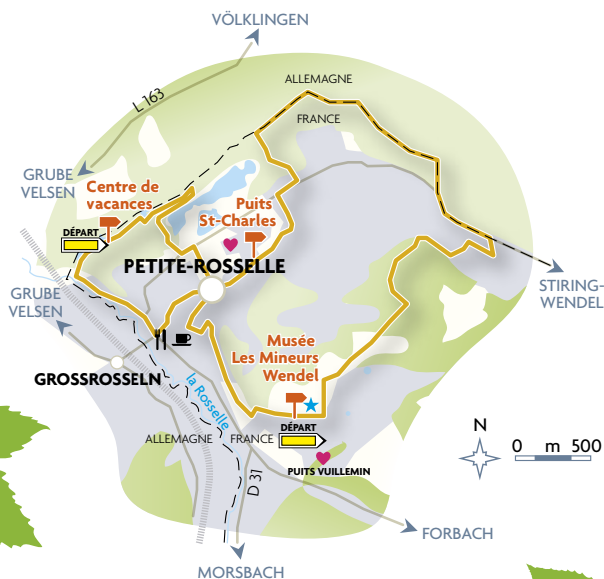 VÖLKLINGEN
ALLEMAGNE
L 163
FRANCE
GRUBE
VELSEN
Centre de
vacances
Puits
St-Charles
DÉPART
PETITE-ROSSELLE
STIRING-
WENDEL
GRUBE
VELSEN
Musée
Les Mineurs
Wendel
GROSSROSSELN
la Rosselle
DÉPART
ALLEMAGNE
FRANCE
N
0 m 500
PUITS VUILLEMIN
D 31
FORBACH
MORSBACH